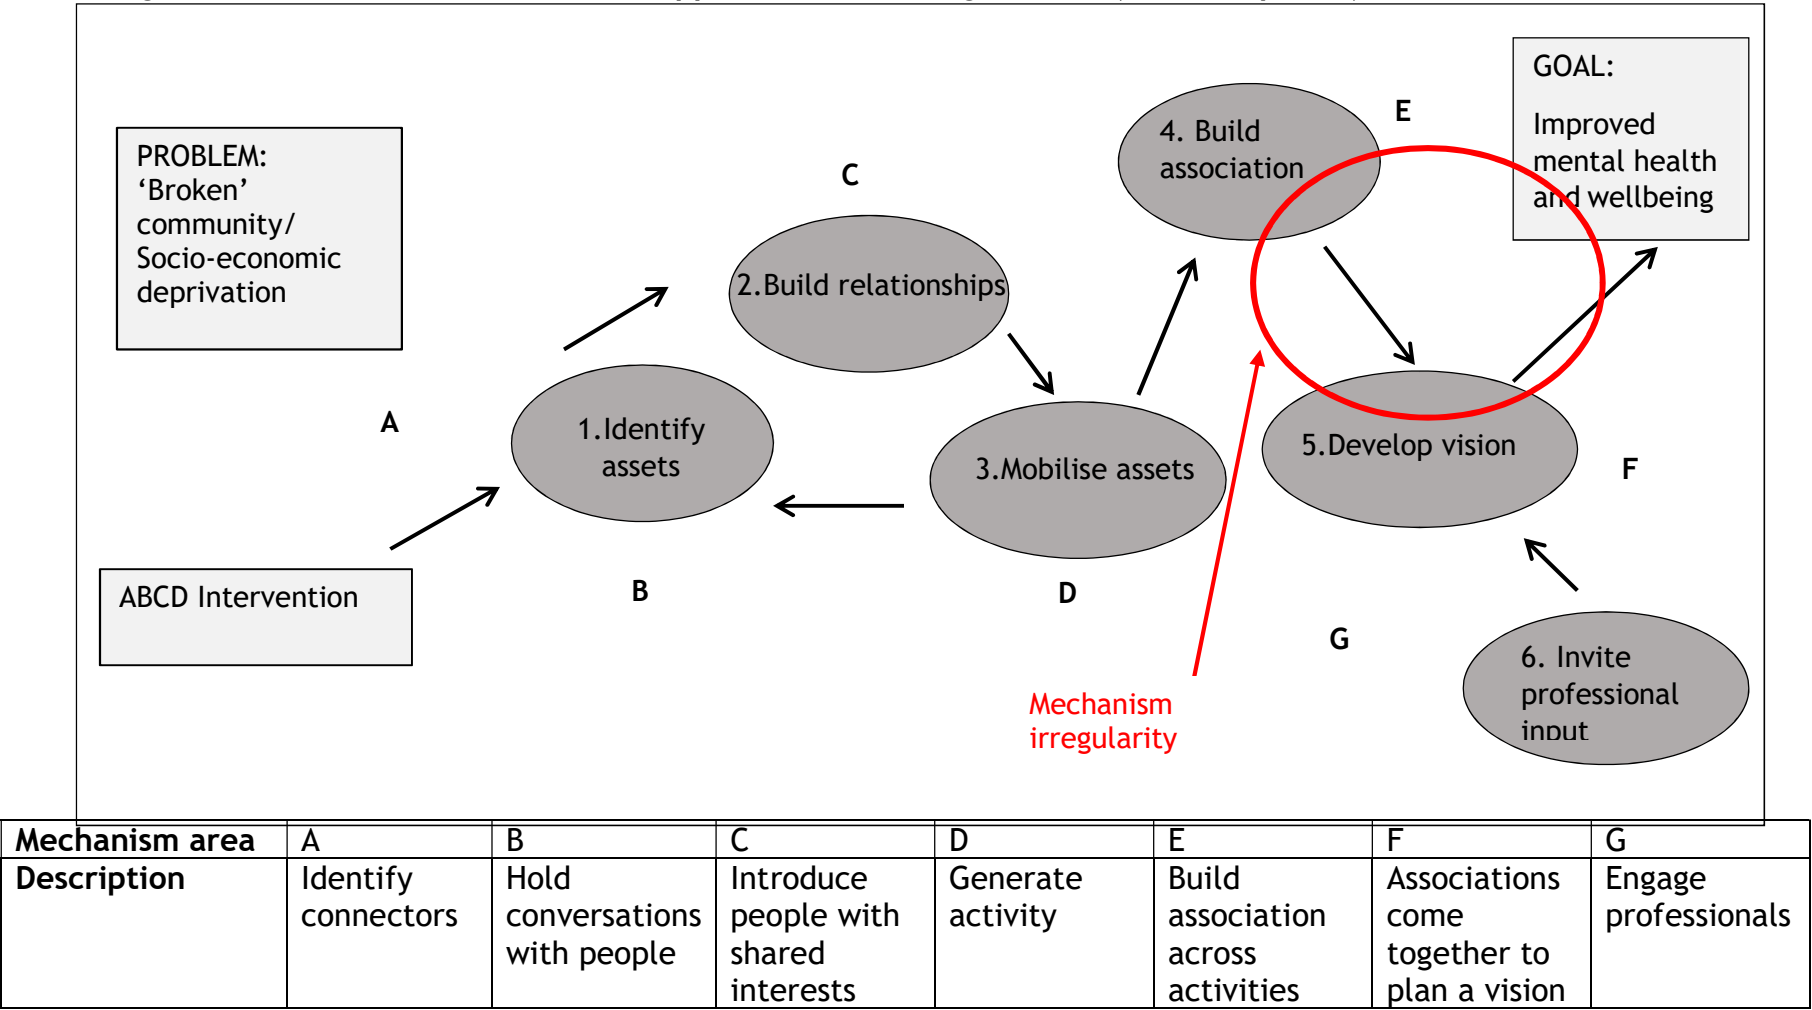 PROBLEM:
‘Broken’
community/
Socio-economic
deprivation
ABCD Intervention
A
1.Identify
assets
B
C
2.Build relationships
3.Mobilise assets
D
4. Build
association
E
GOAL:
Improved
mental health
and wellbeing
5.Develop vision
F
G
6. Invite
professional
input
Mechanism
irregularity
Mechanism area A B C D E F G
Description Identify Hold Introduce Generate Build Associations Engage
connectors conversations people with activity association come professionals
with people shared across together to
interests activities plan a vision